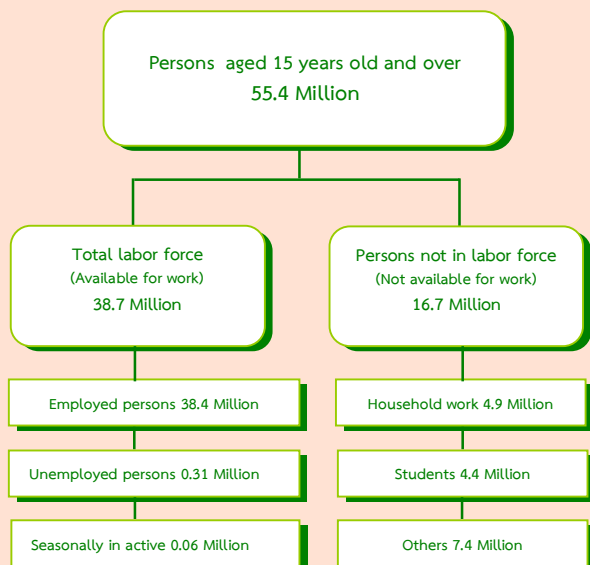 Persons aged 15 years old and over
55.4 Million
Total labor force
(Available for work)
38.7 Million
Persons not in labor force
(Not available for work)
16.7 Million
Employed persons 38.4 Million
Household work 4.9 Million
Unemployed persons 0.31 Million
Students 4.4 Million
Seasonally in active 0.06 Million
Others 7.4 Million